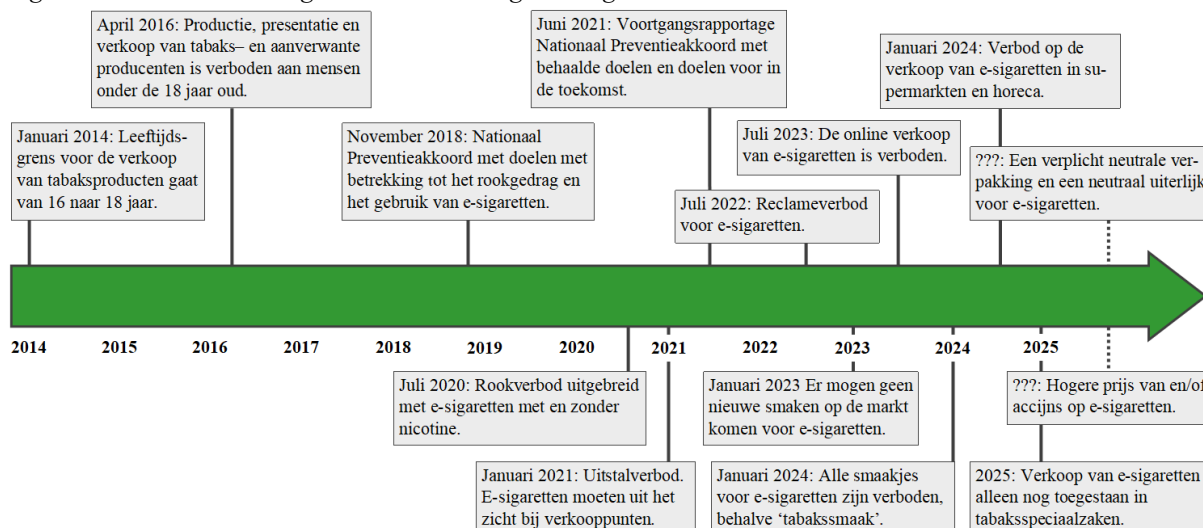 April 2016: Productie, presentatie en
verkoop van tabaks– en aanverwante
producenten is verboden aan mensen
onder de 18 jaar oud.
Juni 2021: Voortgangsrapportage
Nationaal Preventieakkoord met
behaalde doelen en doelen voor in
de toekomst.
Januari 2024: Verbod op de
verkoop van e-sigaretten in su-
permarkten en horeca.
Januari 2014: Leeftijds-
grens voor de verkoop
van tabaksproducten gaat
van 16 naar 18 jaar.
November 2018: Nationaal
Preventieakkoord met doelen met
betrekking tot het rookgedrag en
het gebruik van e-sigaretten.
Juli 2023: De online verkoop
van e-sigaretten is verboden.
???: Een verplicht neutrale ver-
pakking en een neutraal uiterlijk
voor e-sigaretten.
Juli 2022: Reclameverbod
voor e-sigaretten.
2014 2015 2016 2017 2018 2019 2020 2021 2022 2023 2024 2025
Juli 2020: Rookverbod uitgebreid
met e-sigaretten met en zonder
nicotine.
Januari 2023 Er mogen geen
nieuwe smaken op de markt
komen voor e-sigaretten.
???: Hogere prijs van en/of
accijns op e-sigaretten.
Januari 2021: Uitstalverbod.
E-sigaretten moeten uit het
zicht bij verkooppunten.
Januari 2024: Alle smaakjes
voor e-sigaretten zijn verboden,
behalve ‘tabakssmaak’.
2025: Verkoop van e-sigaretten
alleen nog toegestaan in
tabaksspeciaalzaken.